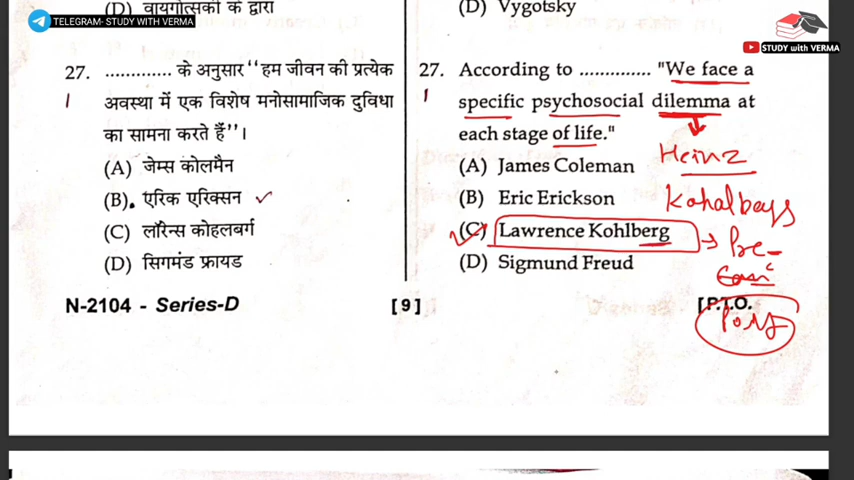 (D) वायगोत्सकी के द्वारा
(D) Vygotsky
TELEGRAM- STUDY WITH VERMA
STUDY with VERMA
27. ............. के अनुसार "हम जीवन की प्रत्येक
अवस्था में एक विशेष मनोसामाजिक दुविधा
का सामना करते हैं"।
(A) जेम्स कोलमैन
(B) एरिक एरिक्सन
(C) लॉरेन्स कोहलबर्ग
(D) सिगमंड फ्रायड
N-2104 - Series-D
[9]
27. According to .............. "We face a
specific psychosocial dilemma at
each stage of life."
(A) James Coleman
(B) Eric Erickson
(C) Lawrence Kohlberg
(D) Sigmund Freud
[P.T.O.
Heinz
Pre-